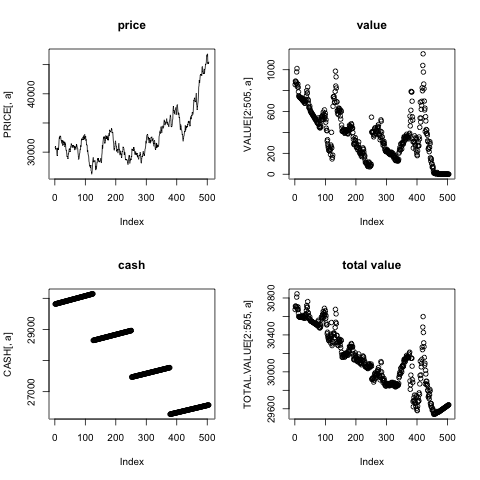 price
PRICE[, a]
30000 40000
0 100 200 300 400 500
Index
value
VALUE[2:505, a]
0 200 600 1000
0 100 200 300 400 500
Index
cash
CASH[, a]
27000 29000
0 100 200 300 400 500
Index
total value
TOTAL.VALUE[2:505, a]
29600 30000 30400 30800
0 100 200 300 400 500
Index